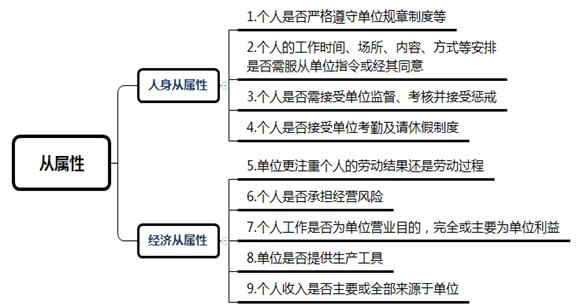 从属性
人身从属性
1.个人是否严格遵守单位规章制度等
2.个人的工作时间、场所、内容、方式等安排
是否需服从单位指令或经其同意
3.个人是否需接受单位监督、考核并接受惩戒
4.个人是否接受单位考勤及请休假制度
经济从属性
5.单位更注重个人的劳动结果还是劳动过程
6.个人是否承担经营风险
7.个人工作是否为单位营业目的，完全或主要为单位利益
8.单位是否提供生产工具
9.个人收入是否主要或全部来源于单位